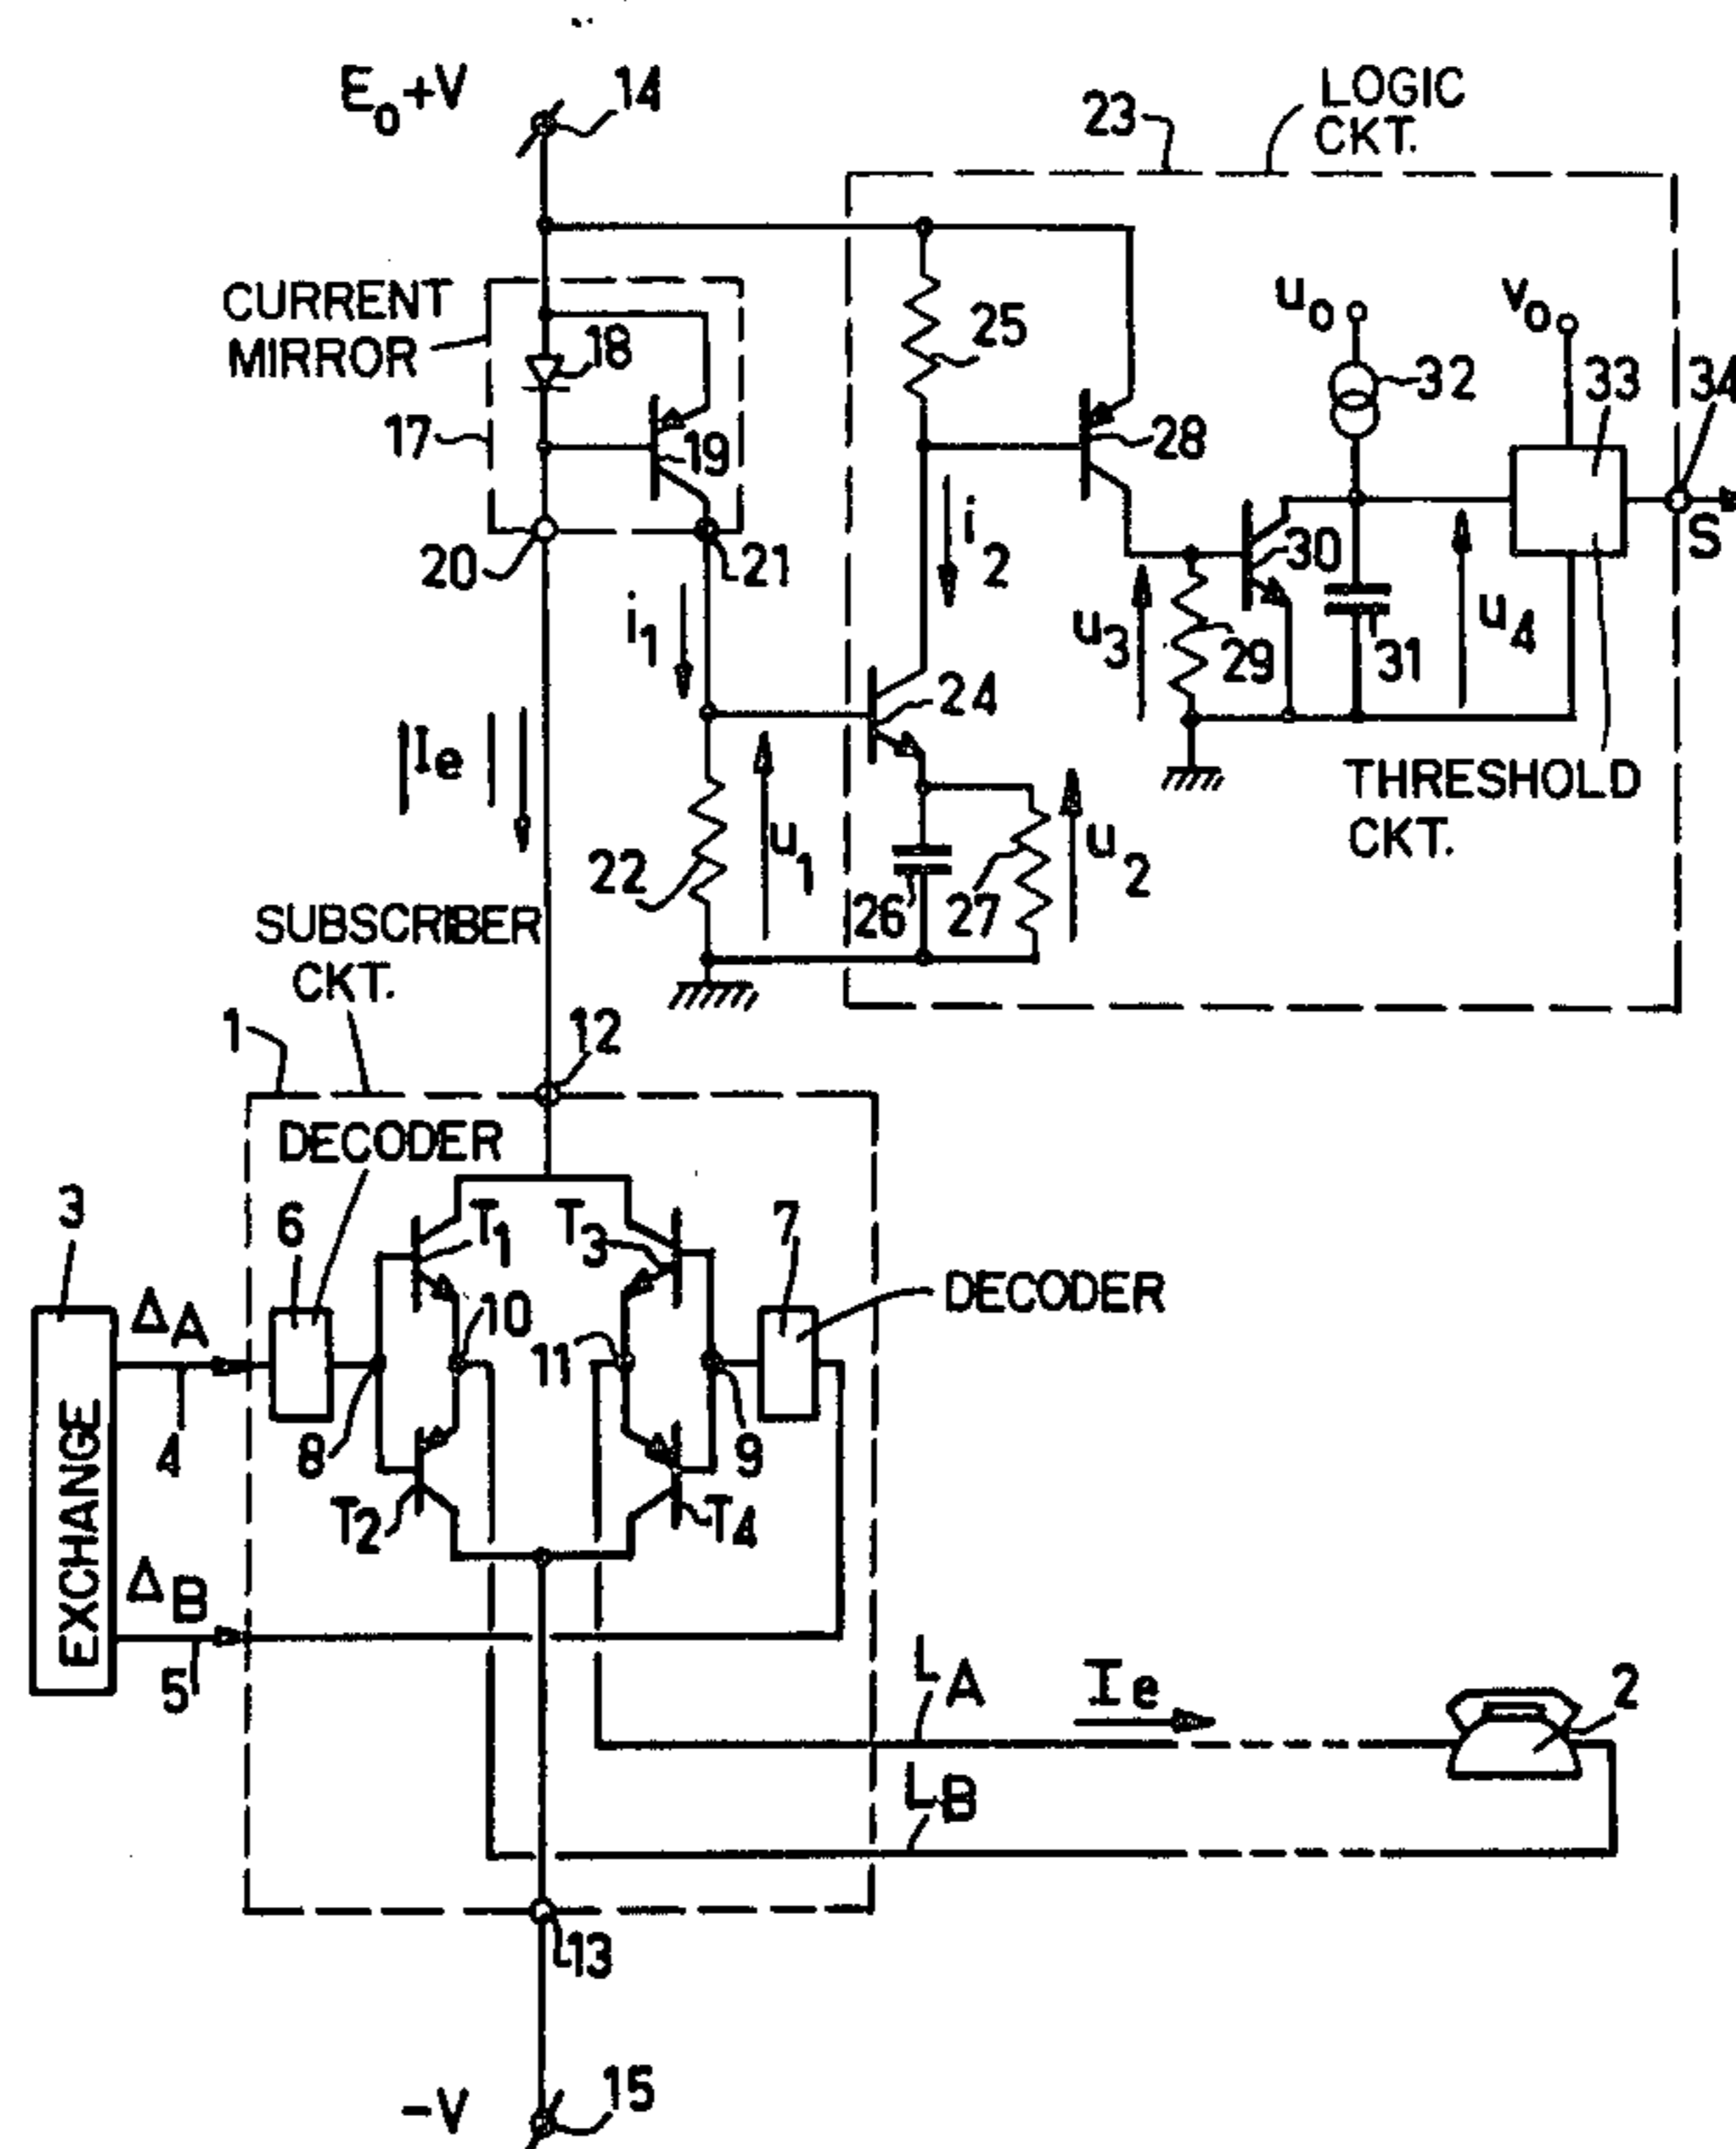 E₀+V
14
23
LOGIC
CKT.
CURRENT
MIRROR
18
25
u₀
v₀
32
33
34
17
19
28
20
21
i₂
30
S
i₁
u₃
29
31
u₄
24
|Ie|
THRESHOLD
CKT.
22
u₁
26
27
u₂
SUBSCRIBER
CKT.
1
12
DECODER
3
6
T₁
T₃
7
ΔA
10
DECODER
11
4
8
9
EXCHANGE
T₂
T₄
ΔB
5
LA
Ie
2
LB
13
-V
15